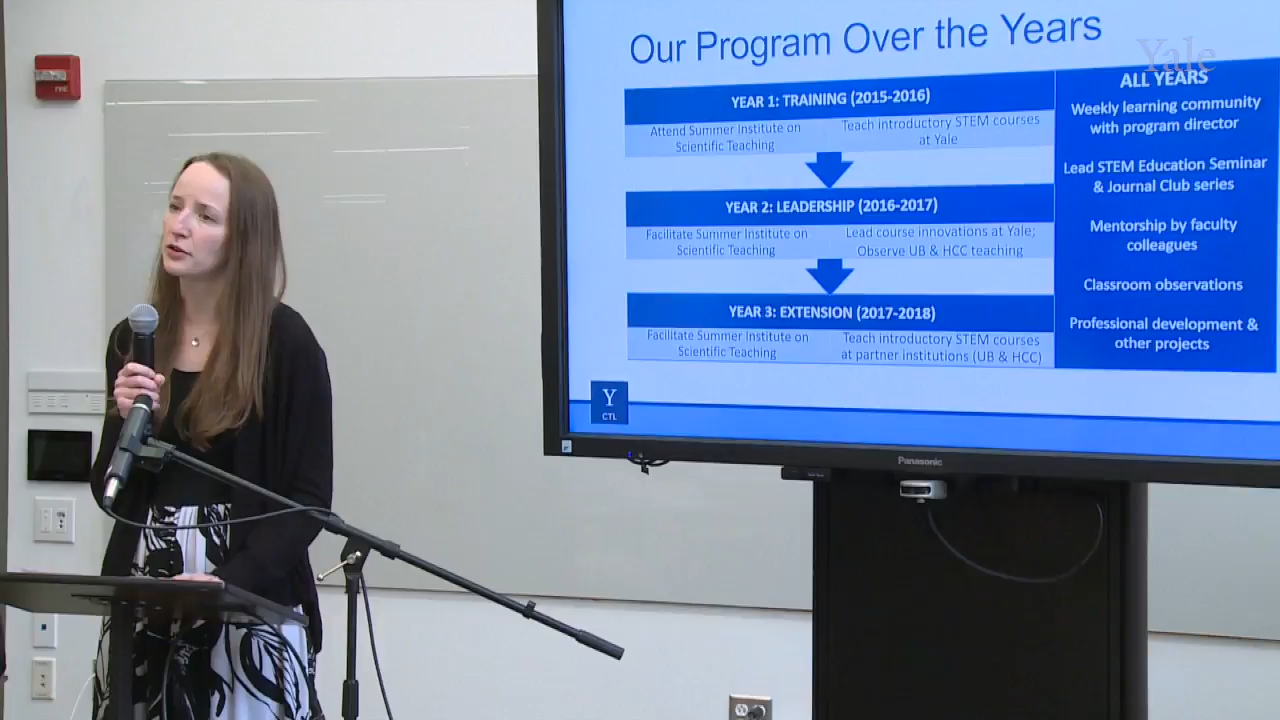 Our Program Over the Years
Yale
YEAR 1: TRAINING (2015-2016)
Attend Summer Institute on
Scientific Teaching
Teach introductory STEM courses
at Yale
YEAR 2: LEADERSHIP (2016-2017)
Facilitate Summer Institute on
Scientific Teaching
Lead course innovations at Yale;
Observe UB & HCC teaching
YEAR 3: EXTENSION (2017-2018)
Facilitate Summer Institute on
Scientific Teaching
Teach introductory STEM courses
at partner institutions (UB & HCC)
ALL YEARS
Weekly learning community
with program director
Lead STEM Education Seminar
& Journal Club series
Mentorship by faculty
colleagues
Classroom observations
Professional development &
other projects
Y
CTL
Panasonic
FIRE